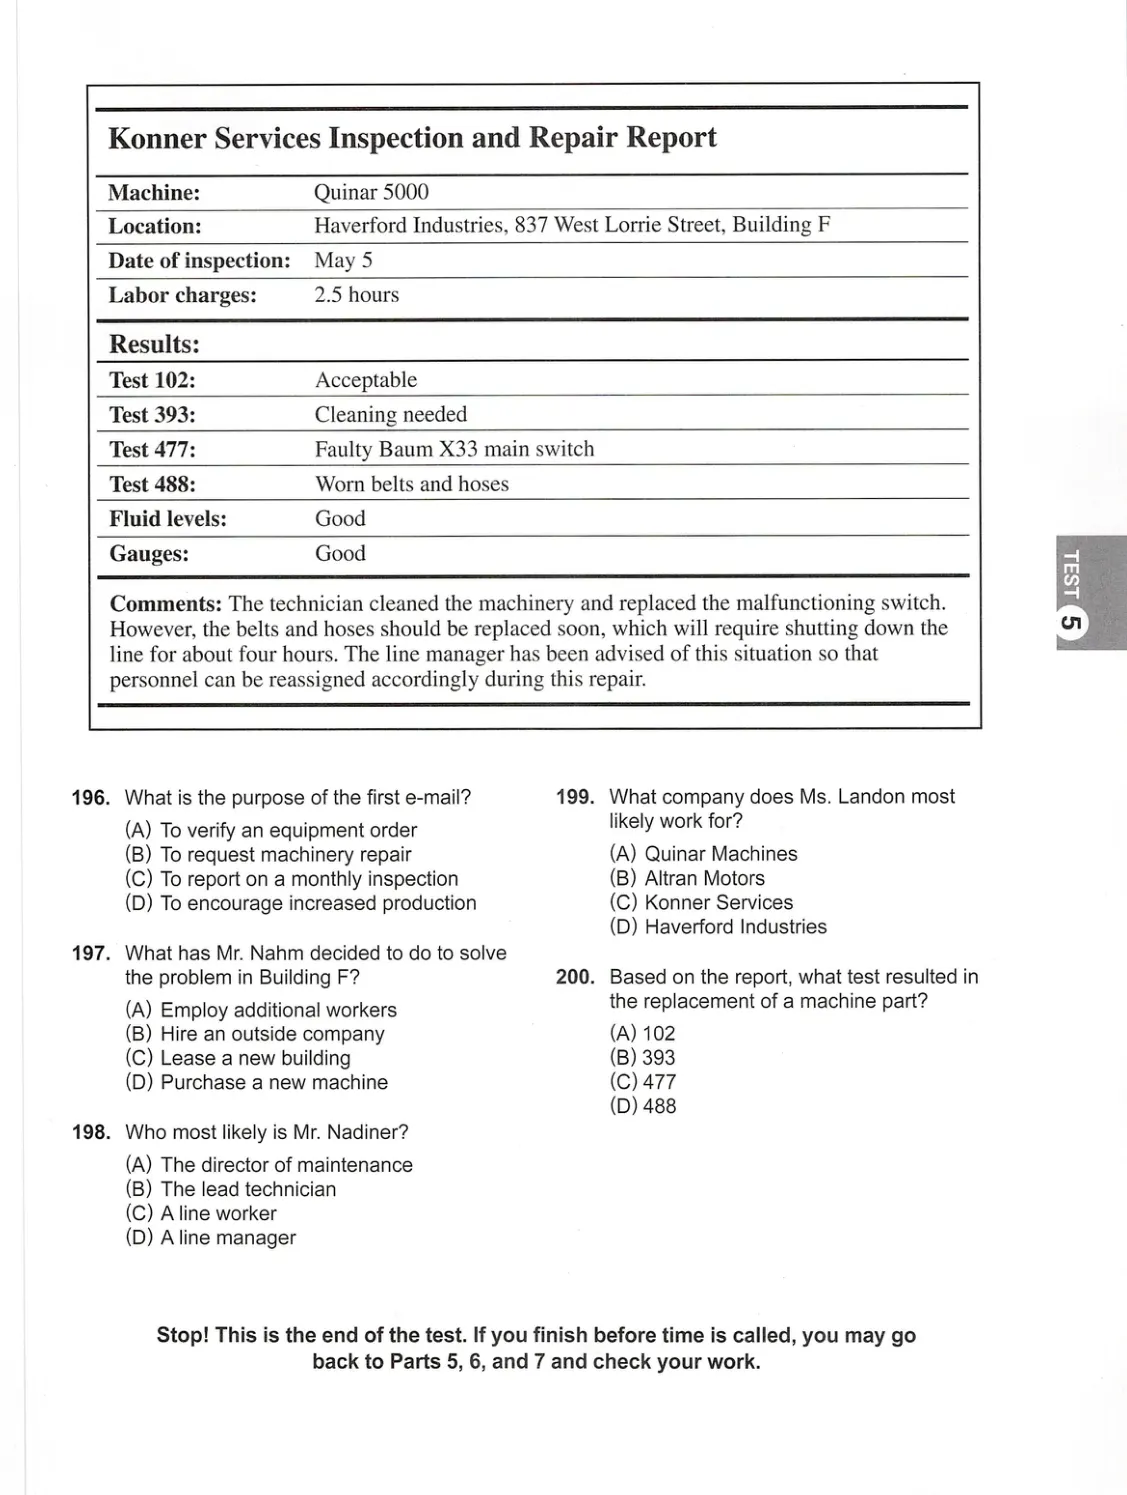 Konner Services Inspection and Repair Report
Machine: Quinar 5000
Location: Haverford Industries, 837 West Lorrie Street, Building F
Date of inspection: May 5
Labor charges: 2.5 hours
Results:
Test 102: Acceptable
Test 393: Cleaning needed
Test 477: Faulty Baum X33 main switch
Test 488: Worn belts and hoses
Fluid levels: Good
Gauges: Good
Comments: The technician cleaned the machinery and replaced the malfunctioning switch.
However, the belts and hoses should be replaced soon, which will require shutting down the
line for about four hours. The line manager has been advised of this situation so that
personnel can be reassigned accordingly during this repair.
TEST 5
196. What is the purpose of the first e-mail?
(A) To verify an equipment order
(B) To request machinery repair
(C) To report on a monthly inspection
(D) To encourage increased production
197. What has Mr. Nahm decided to do to solve
the problem in Building F?
(A) Employ additional workers
(B) Hire an outside company
(C) Lease a new building
(D) Purchase a new machine
198. Who most likely is Mr. Nadiner?
(A) The director of maintenance
(B) The lead technician
(C) A line worker
(D) A line manager
199. What company does Ms. Landon most
likely work for?
(A) Quinar Machines
(B) Altran Motors
(C) Konner Services
(D) Haverford Industries
200. Based on the report, what test resulted in
the replacement of a machine part?
(A) 102
(B) 393
(C) 477
(D) 488
Stop! This is the end of the test. If you finish before time is called, you may go
back to Parts 5, 6, and 7 and check your work.